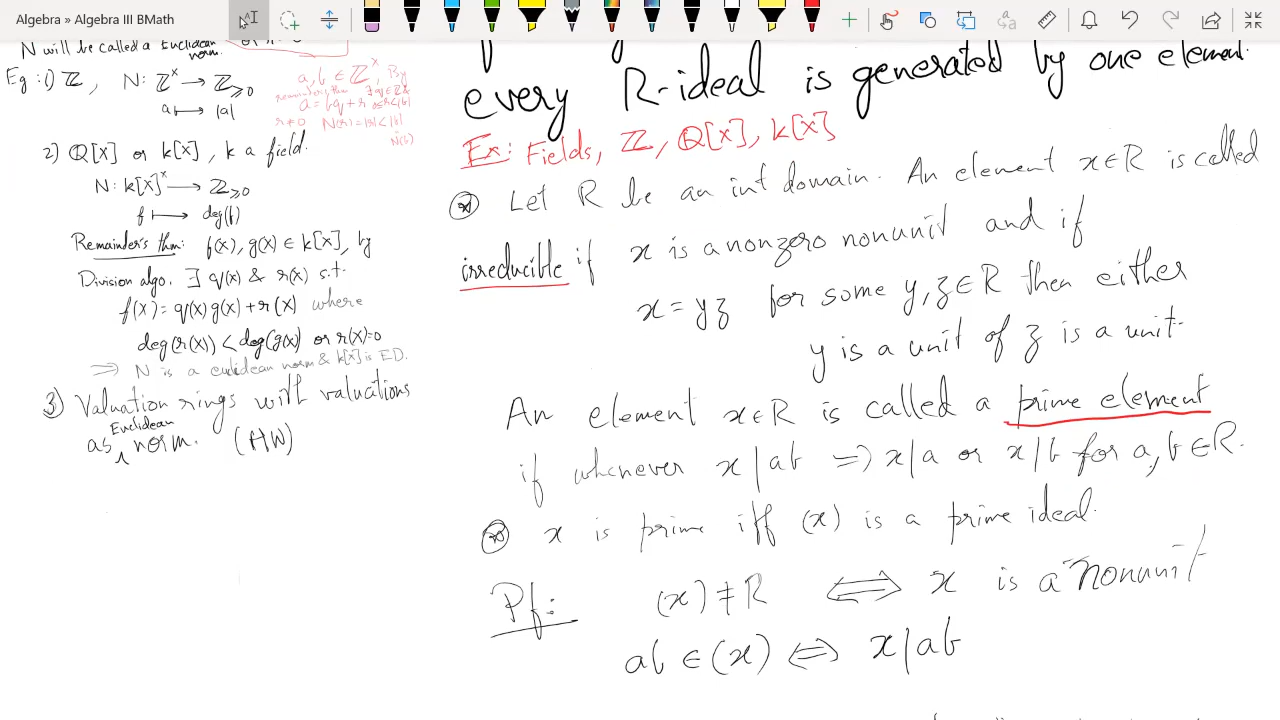 Algebra » Algebra III BMath
N will be called a Euclidean
norm.
Eg: 1) ℤ, N: ℤ^x → ℤ≥0
a ↦ |a|
a, b ∈ ℤ^x, By
remainder thm ∃ q, r ∈ ℤ
a = bq + r 0 ≤ r < |b|
r ≠ 0 N(r) = |r| < |b|
N(b)
2) ℚ[x] or k[x], k a field.
N: k[x]^x → ℤ≥0
f ↦ deg(f)
Remainder's thm: f(x), g(x) ∈ k[x], by
Division algo. ∃ q(x) & r(x) s.t.
f(x) = q(x)g(x) + r(x) where
deg(r(x)) < deg(g(x)) or r(x)=0
⇒ N is a euclidean norm & k[x] is ED.
3) Valuation rings with valuations
as Euclidean norm. (HW)
every R-ideal is generated by one element.
Ex: Fields, ℤ, ℚ[x], k[x]
⊛ Let R be an int domain. An element x∈R is called
irreducible if x is a nonzero nonunit and if
x = yz for some y, z∈R then either
y is a unit of z is a unit.
An element x∈R is called a prime element
if whenever x | ab ⇒ x|a or x|b for a, b ∈ R.
⊛ x is prime iff (x) is a prime ideal.
Pf: (x) ≠ R ⟺ x is a nonunit
ab ∈ (x) ⟺ x | ab